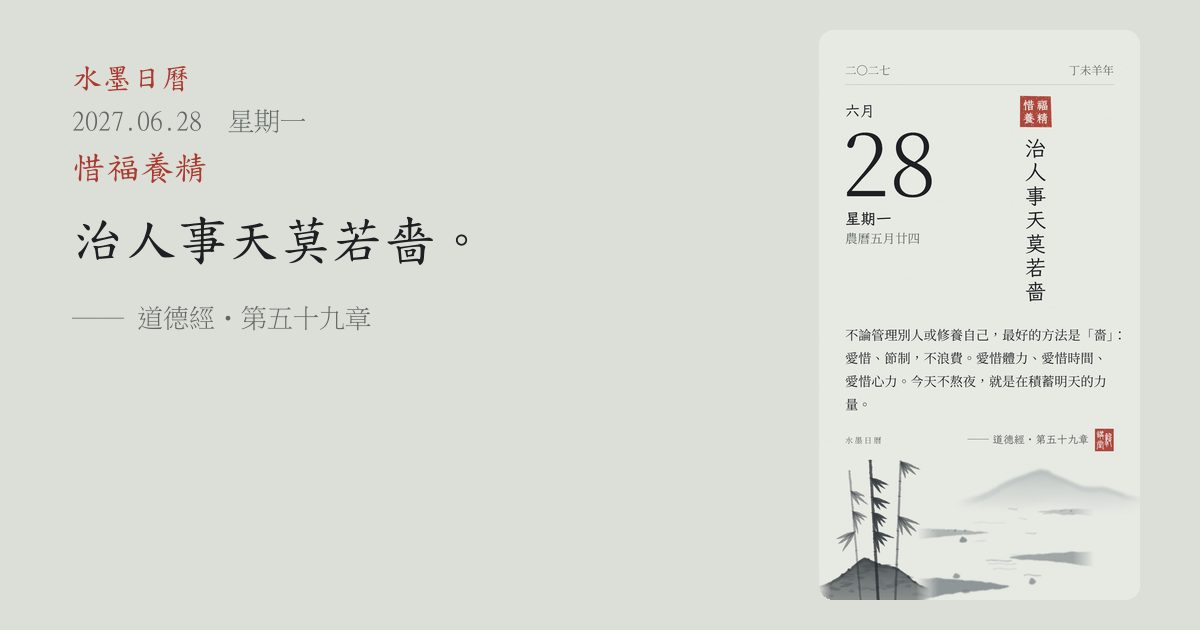 水墨日曆
2027.06.28 星期一
惜福養精
治人事天莫若嗇。
—— 道德經・第五十九章
二〇二七
丁未羊年
六月
28
星期一
農曆五月廿四
惜福
養精
治人事天莫若嗇
不論管理別人或修養自己，最好的方法是「嗇」：
愛惜、節制，不浪費。愛惜體力、愛惜時間、
愛惜心力。今天不熬夜，就是在積蓄明天的力
量。
水墨日曆
—— 道德經・第五十九章